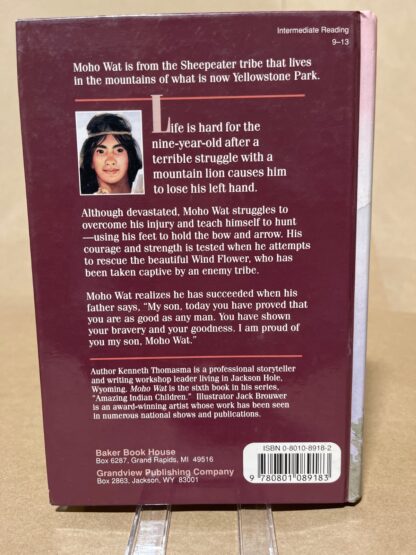 Intermediate Reading
9–13
Moho Wat is from the Sheepeater tribe that lives
in the mountains of what is now Yellowstone Park.
Life is hard for the
nine-year-old after a
terrible struggle with a
mountain lion causes him
to lose his left hand.
Although devastated, Moho Wat struggles to
overcome his injury and teach himself to hunt
—using his feet to hold the bow and arrow. His
courage and strength is tested when he attempts
to rescue the beautiful Wind Flower, who has
been taken captive by an enemy tribe.
Moho Wat realizes he has succeeded when his
father says, “My son, today you have proved that
you are as good as any man. You have shown
your bravery and your goodness. I am proud of
you my son, Moho Wat.”
Author Kenneth Thomasma is a professional storyteller
and writing workshop leader living in Jackson Hole,
Wyoming. Moho Wat is the sixth book in his series,
“Amazing Indian Children.” Illustrator Jack Brouwer
is an award-winning artist whose work has been seen
in numerous national shows and publications.
Baker Book House
Box 6287, Grand Rapids, MI 49516
Grandview Publishing Company
Box 2863, Jackson, WY 83001
ISBN 0-8010-8918-2
9 780801 089183